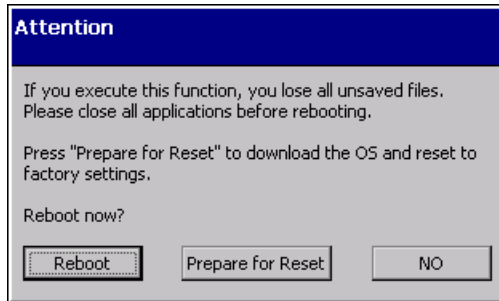 Attention
If you execute this function, you lose all unsaved files.
Please close all applications before rebooting.
Press "Prepare for Reset" to download the OS and reset to
factory settings.
Reboot now?
Reboot
Prepare for Reset
NO